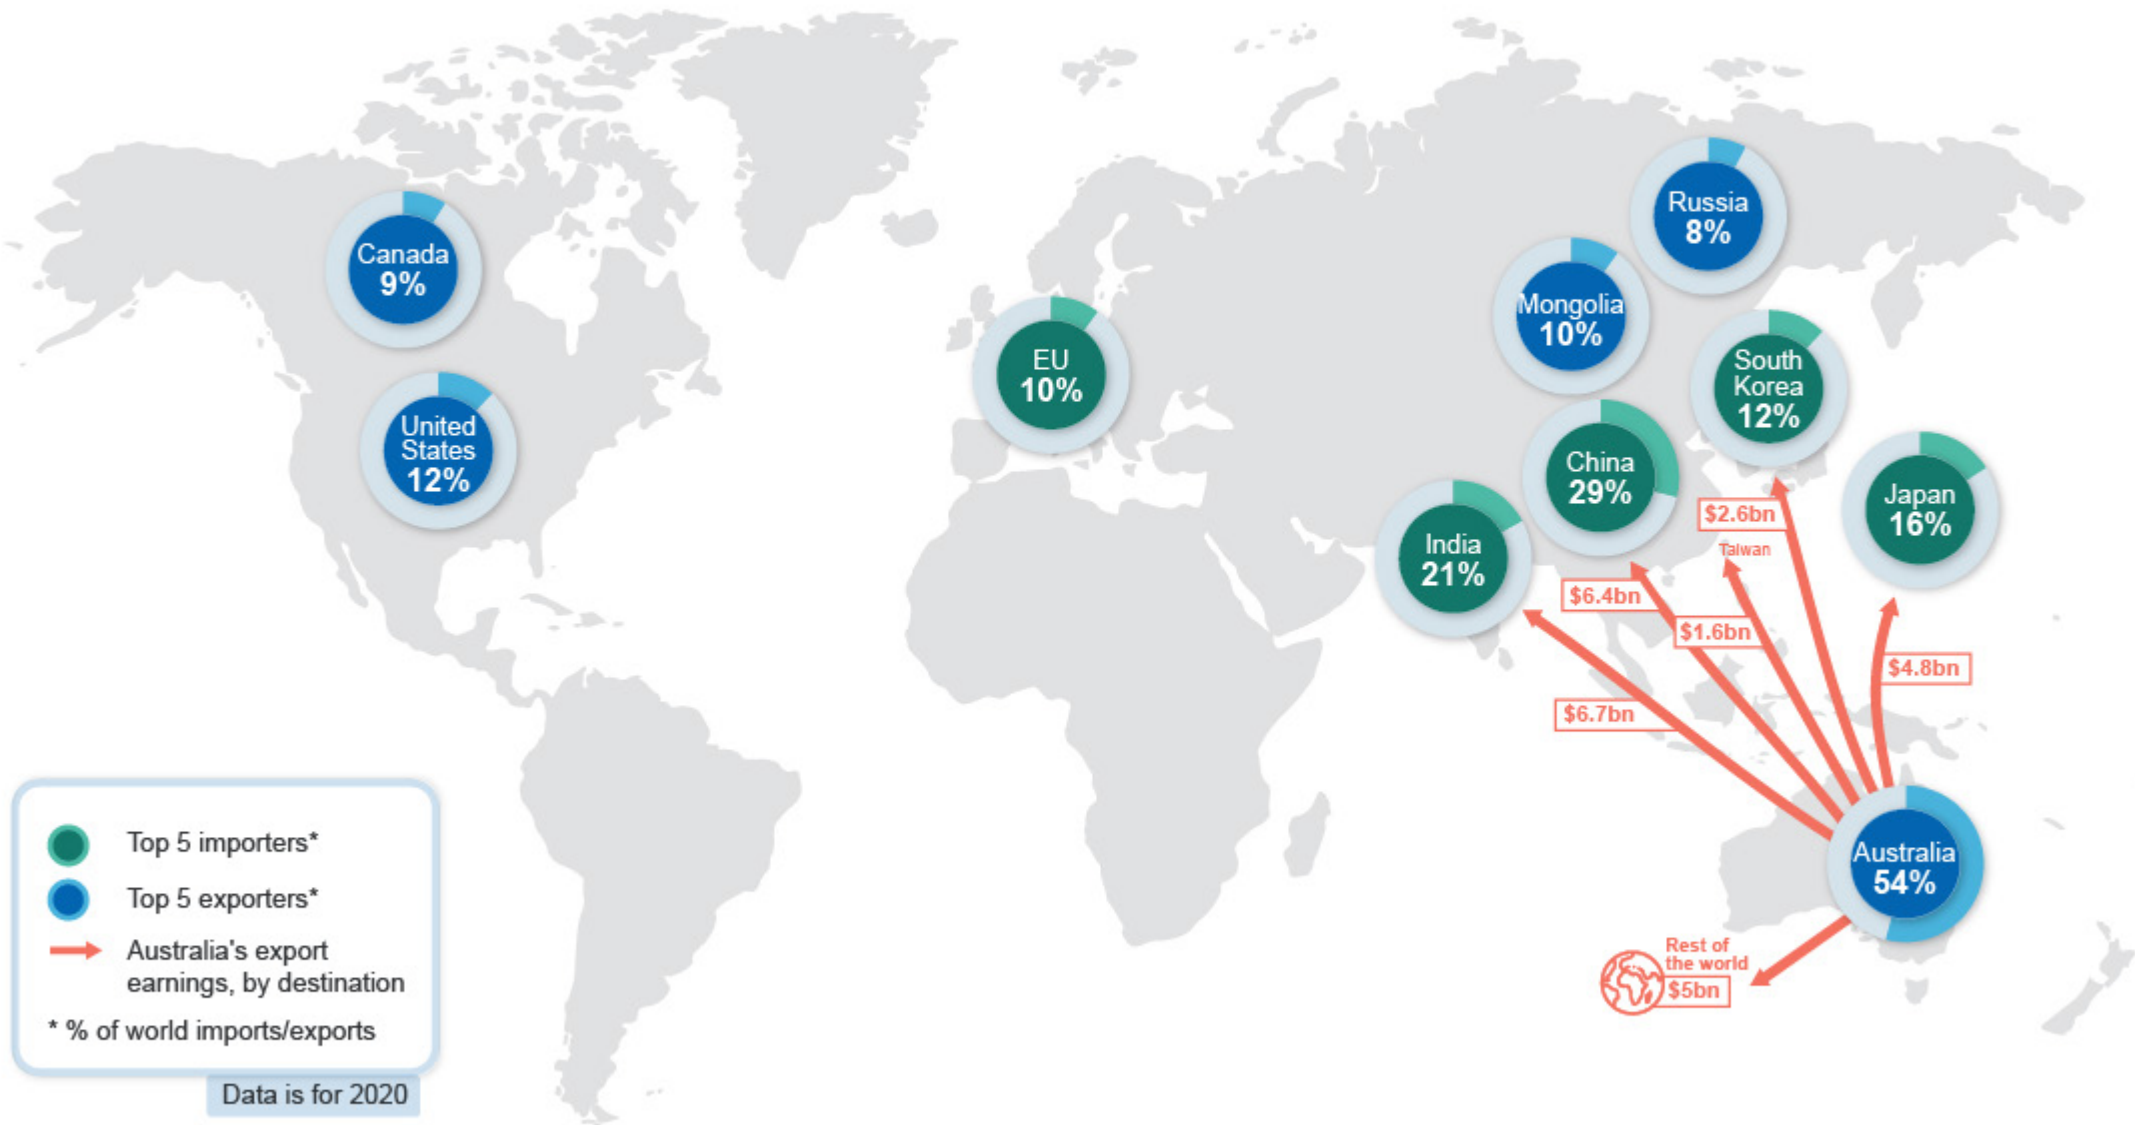 Canada
9%
United
States
12%
EU
10%
Russia
8%
Mongolia
10%
South
Korea
12%
China
29%
Japan
16%
India
21%
$2.6bn
Taiwan
$6.4bn
$1.6bn
$4.8bn
$6.7bn
Australia
54%
Rest of
the world
$5bn
Top 5 importers*
Top 5 exporters*
Australia's export
earnings, by destination
* % of world imports/exports
Data is for 2020